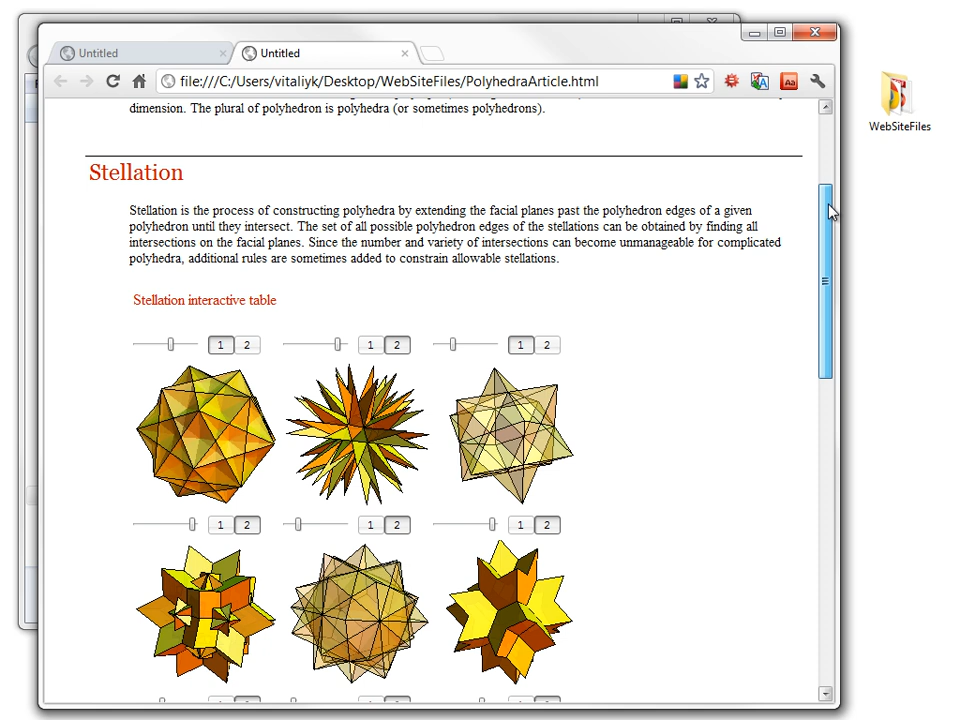 Untitled
Untitled
file:///C:/Users/vitaliyk/Desktop/WebSiteFiles/PolyhedraArticle.html
Aa
WebSiteFiles
dimension. The plural of polyhedron is polyhedra (or sometimes polyhedrons).
Stellation
Stellation is the process of constructing polyhedra by extending the facial planes past the polyhedron edges of a given
polyhedron until they intersect. The set of all possible polyhedron edges of the stellations can be obtained by finding all
intersections on the facial planes. Since the number and variety of intersections can become unmanageable for complicated
polyhedra, additional rules are sometimes added to constrain allowable stellations.
Stellation interactive table
1 2 1 2 1 2
1 2 1 2 1 2